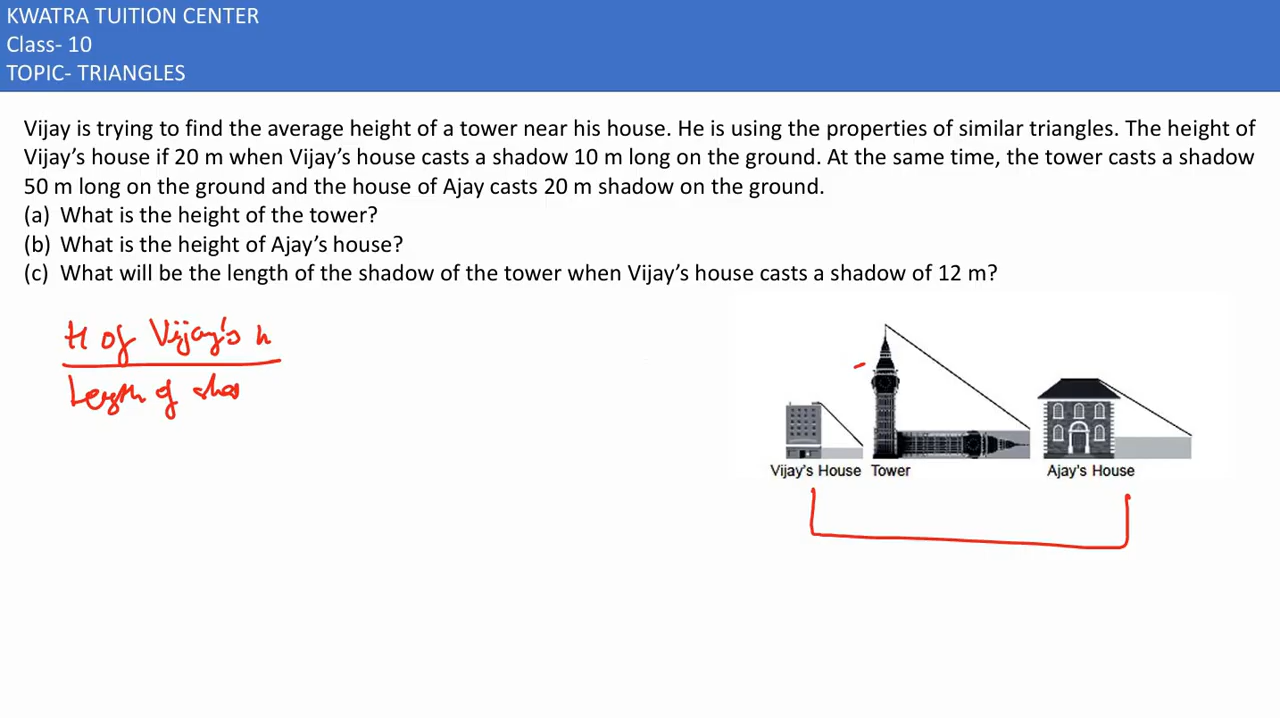 KWATRA TUITION CENTER
Class- 10
TOPIC- TRIANGLES
Vijay is trying to find the average height of a tower near his house. He is using the properties of similar triangles. The height of
Vijay's house if 20 m when Vijay's house casts a shadow 10 m long on the ground. At the same time, the tower casts a shadow
50 m long on the ground and the house of Ajay casts 20 m shadow on the ground.
(a) What is the height of the tower?
(b) What is the height of Ajay's house?
(c) What will be the length of the shadow of the tower when Vijay's house casts a shadow of 12 m?
H of Vijay's h
Length of sha
Vijay's House Tower Ajay's House